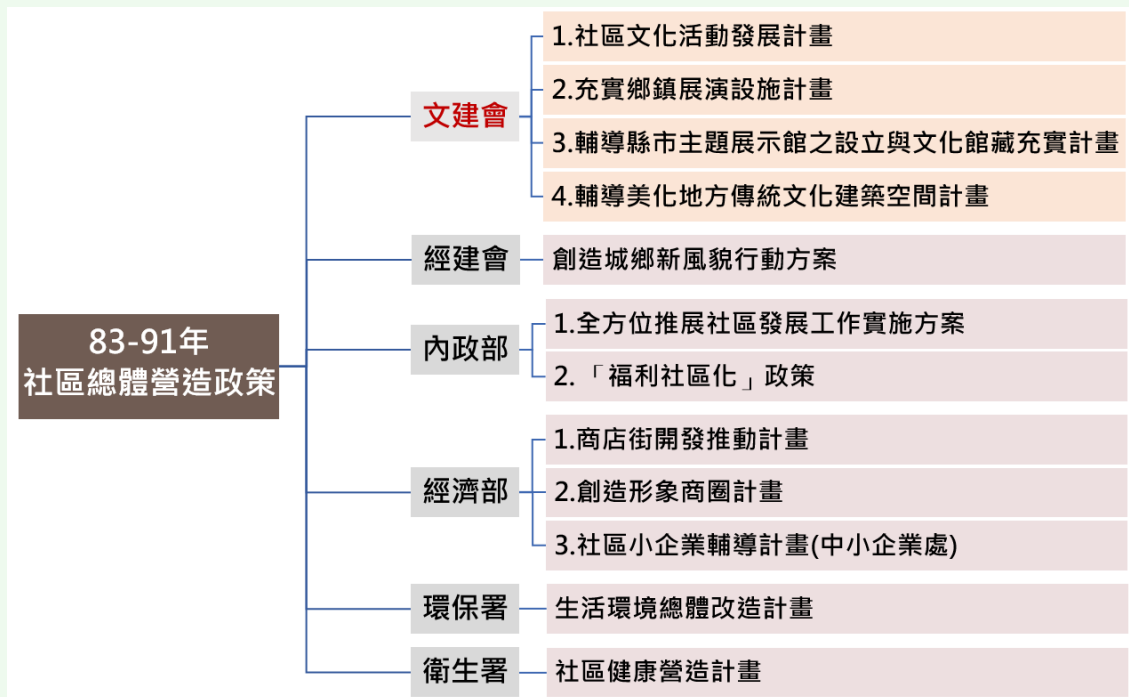 83-91年
社區總體營造政策
文建會
1.社區文化活動發展計畫
2.充實鄉鎮展演設施計畫
3.輔導縣市主題展示館之設立與文化館藏充實計畫
4.輔導美化地方傳統文化建築空間計畫
經建會
創造城鄉新風貌行動方案
內政部
1.全方位推展社區發展工作實施方案
2.「福利社區化」政策
經濟部
1.商店街開發推動計畫
2.創造形象商圈計畫
3.社區小企業輔導計畫(中小企業處)
環保署
生活環境總體改造計畫
衛生署
社區健康營造計畫